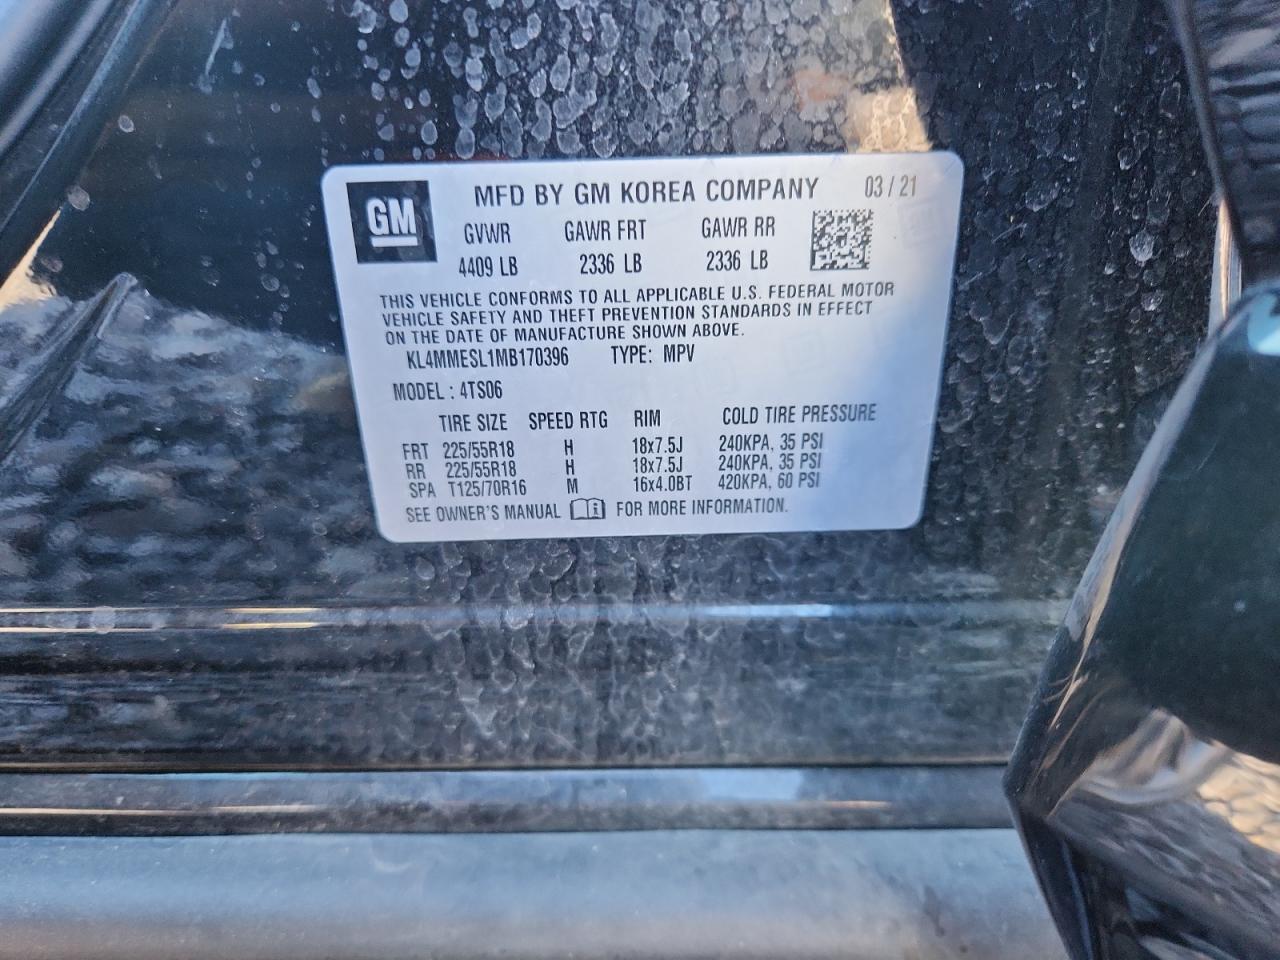 GM
MFD BY GM KOREA COMPANY 03 / 21
GVWR GAWR FRT GAWR RR
4409 LB 2336 LB 2336 LB
THIS VEHICLE CONFORMS TO ALL APPLICABLE U.S. FEDERAL MOTOR
VEHICLE SAFETY AND THEFT PREVENTION STANDARDS IN EFFECT
ON THE DATE OF MANUFACTURE SHOWN ABOVE.
KL4MMESL1MB170396 TYPE: MPV
MODEL : 4TS06
TIRE SIZE SPEED RTG RIM COLD TIRE PRESSURE
FRT 225/55R18 H 18x7.5J 240KPA, 35 PSI
RR 225/55R18 H 18x7.5J 240KPA, 35 PSI
SPA T125/70R16 M 16x4.0BT 420KPA, 60 PSI
SEE OWNER'S MANUAL i FOR MORE INFORMATION.